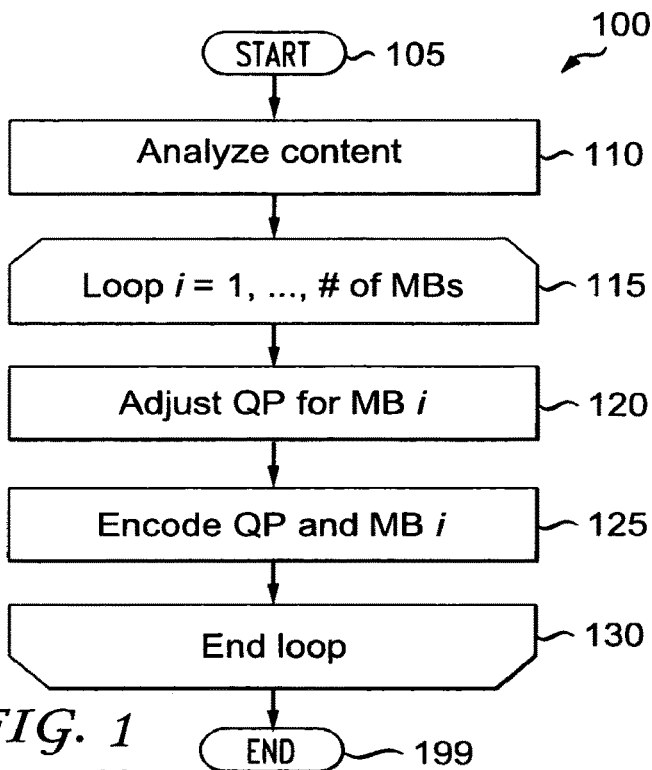 100
START 105
Analyze content 110
Loop i = 1, ..., # of MBs 115
Adjust QP for MB i 120
Encode QP and MB i 125
End loop 130
FIG. 1
END 199